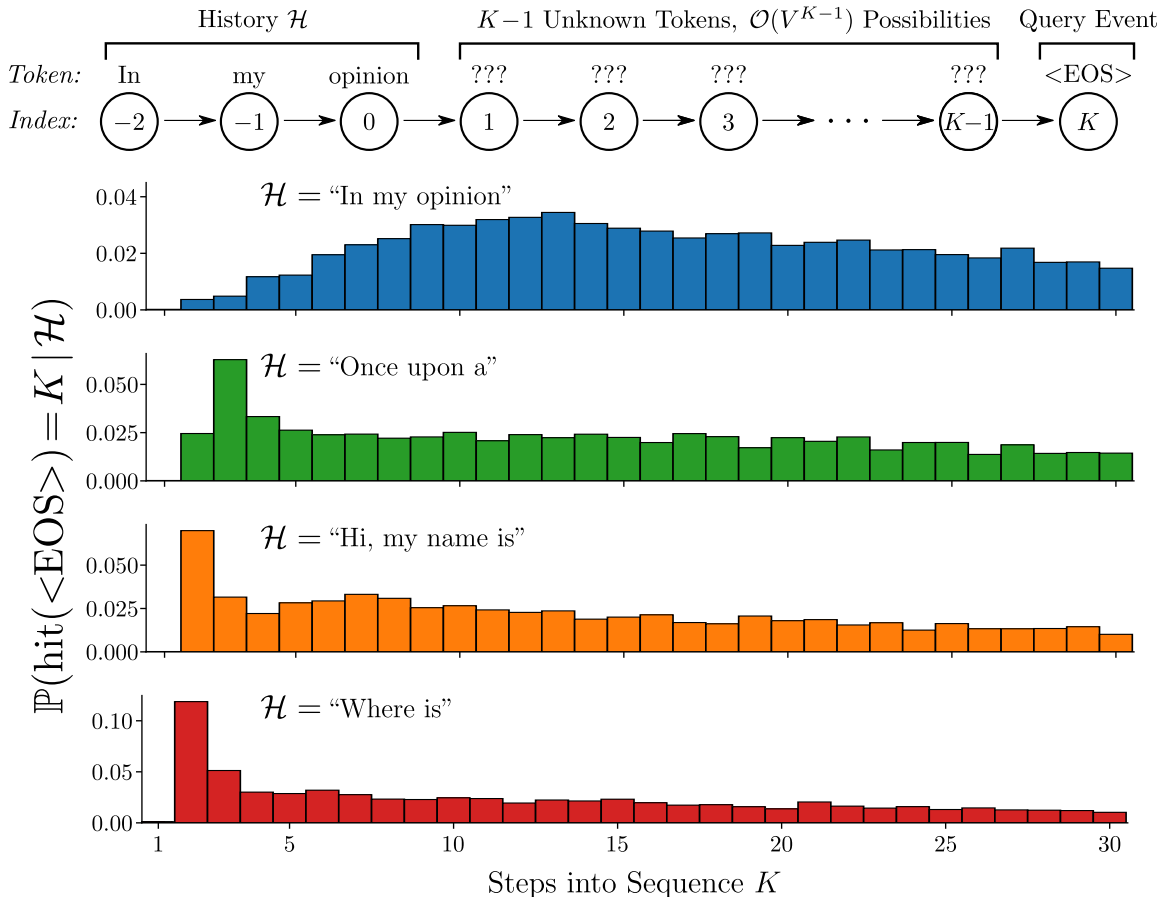 History ℋ K−1 Unknown Tokens, 𝒪(V^{K−1}) Possibilities Query Event
Token: In my opinion ??? ??? ??? ??? <EOS>
Index: −2 −1 0 1 2 3 · · · K−1 K
ℋ = “In my opinion”
0.04
0.02
0.00
ℋ = “Once upon a”
0.050
0.025
0.000
ℋ = “Hi, my name is”
0.050
0.025
0.000
ℋ = “Where is”
0.10
0.05
0.00
1 5 10 15 20 25 30
Steps into Sequence K
ℙ(hit(<EOS>) = K | ℋ)